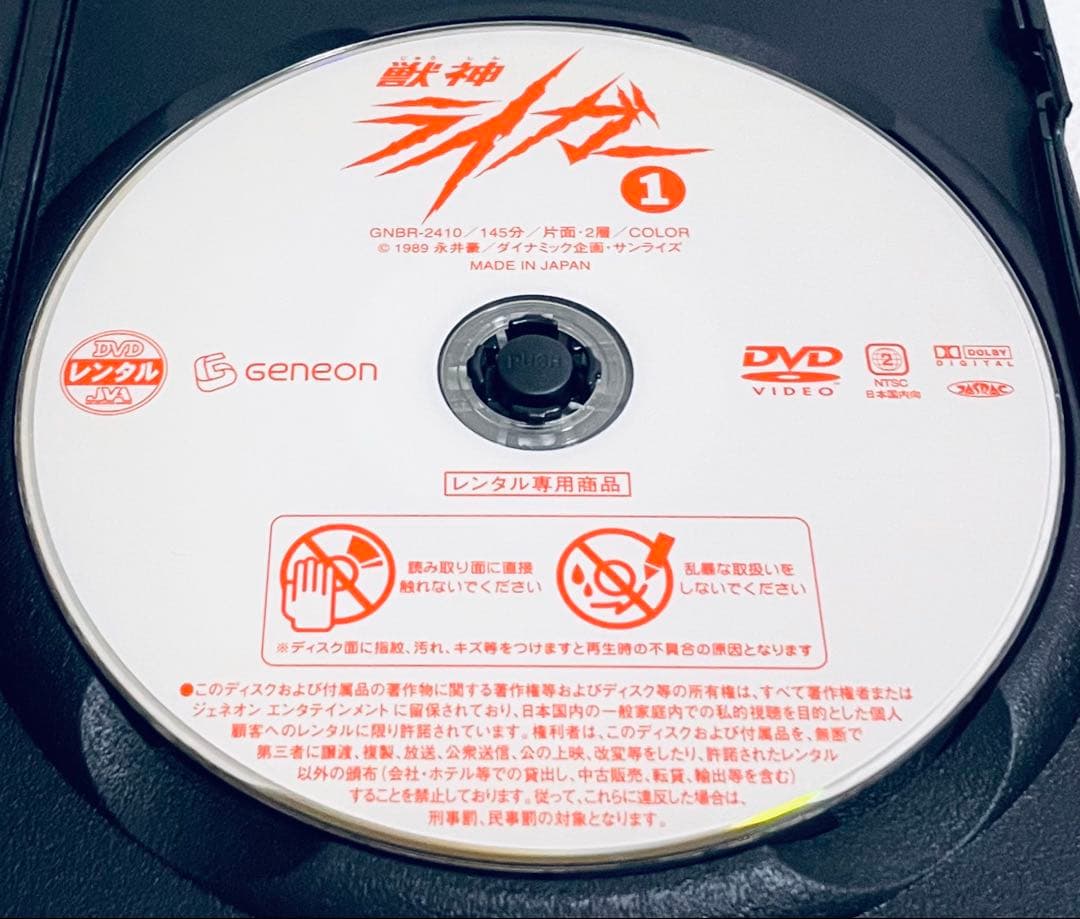 じゅう しん
獣神
ライガー
1
GNBR-2410／145分／片面・2層／COLOR
© 1989 永井豪／ダイナミック企画・サンライズ
MADE IN JAPAN
DVD
レンタル
JVA
Geneon
PUSH
DVD
VIDEO
2
NTSC
日本国内向
DOLBY
DIGITAL
JASRAC
レンタル専用商品
読み取り面に直接
触れないでください
乱暴な取扱いを
しないでください
※ディスク面に指紋、汚れ、キズ等をつけますと再生時の不具合の原因となります
●このディスクおよび付属品の著作物に関する著作権等およびディスク等の所有権は、すべて著作権者または
ジェネオン エンタテインメントに留保されており、日本国内の一般家庭内での私的視聴を目的とした個人
顧客へのレンタルに限り許諾されています。権利者は、このディスクおよび付属品を、無断で
第三者に譲渡、複製、放送、公衆送信、公の上映、改変等をしたり、許諾されたレンタル
以外の頒布（会社・ホテル等での貸出し、中古販売、転貸、輸出等を含む）
することを禁止しております。従って、これらに違反した場合は、
刑事罰、民事罰の対象となります。